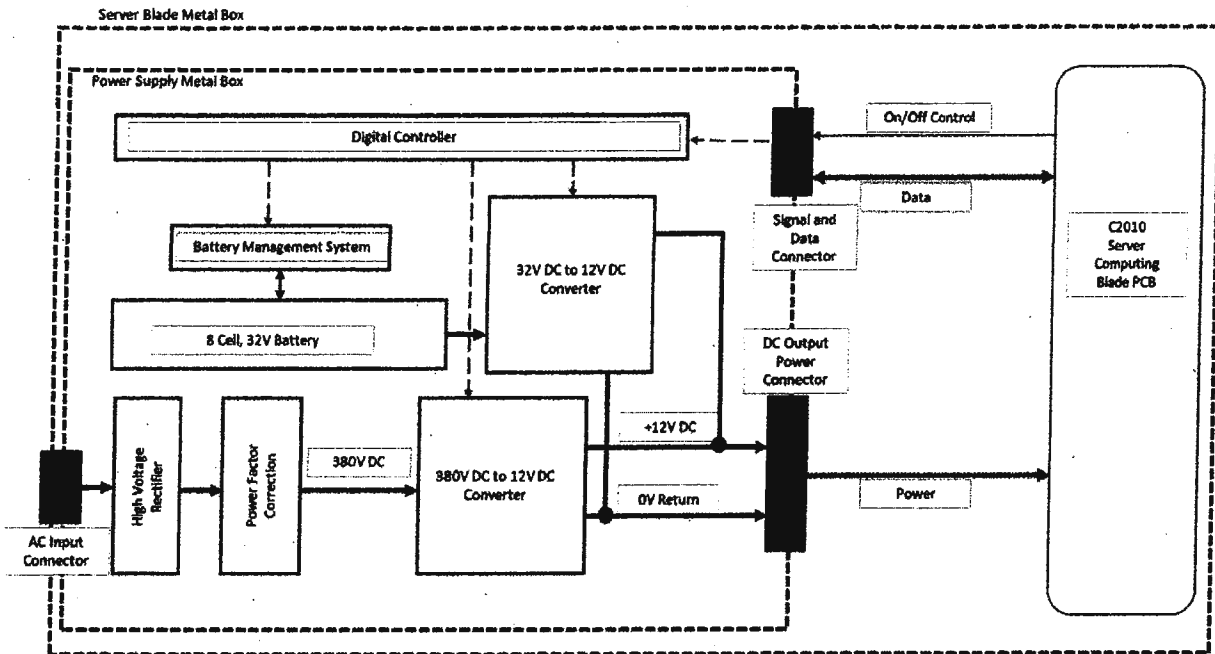 Server Blade Metal Box
Power Supply Metal Box
Digital Controller
On/Off Control
Data
Battery Management System
Signal and
Data
Connector
C2010
Server
Computing
Blade PCB
32V DC to 12V DC
Converter
8 Cell, 32V Battery
DC Output
Power
Connector
+12V DC
High Voltage
Rectifier
Power Factor
Correction
380V DC
380V DC to 12V DC
Converter
0V Return
Power
AC Input
Connector